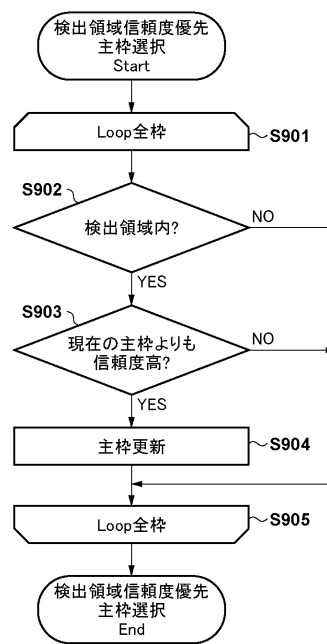 検出領域信頼度優先
主枠選択
Start
Loop全枠
S901
S902
検出領域内?
NO
YES
S903
現在の主枠よりも
信頼度高?
NO
YES
主枠更新
S904
Loop全枠
S905
検出領域信頼度優先
主枠選択
End